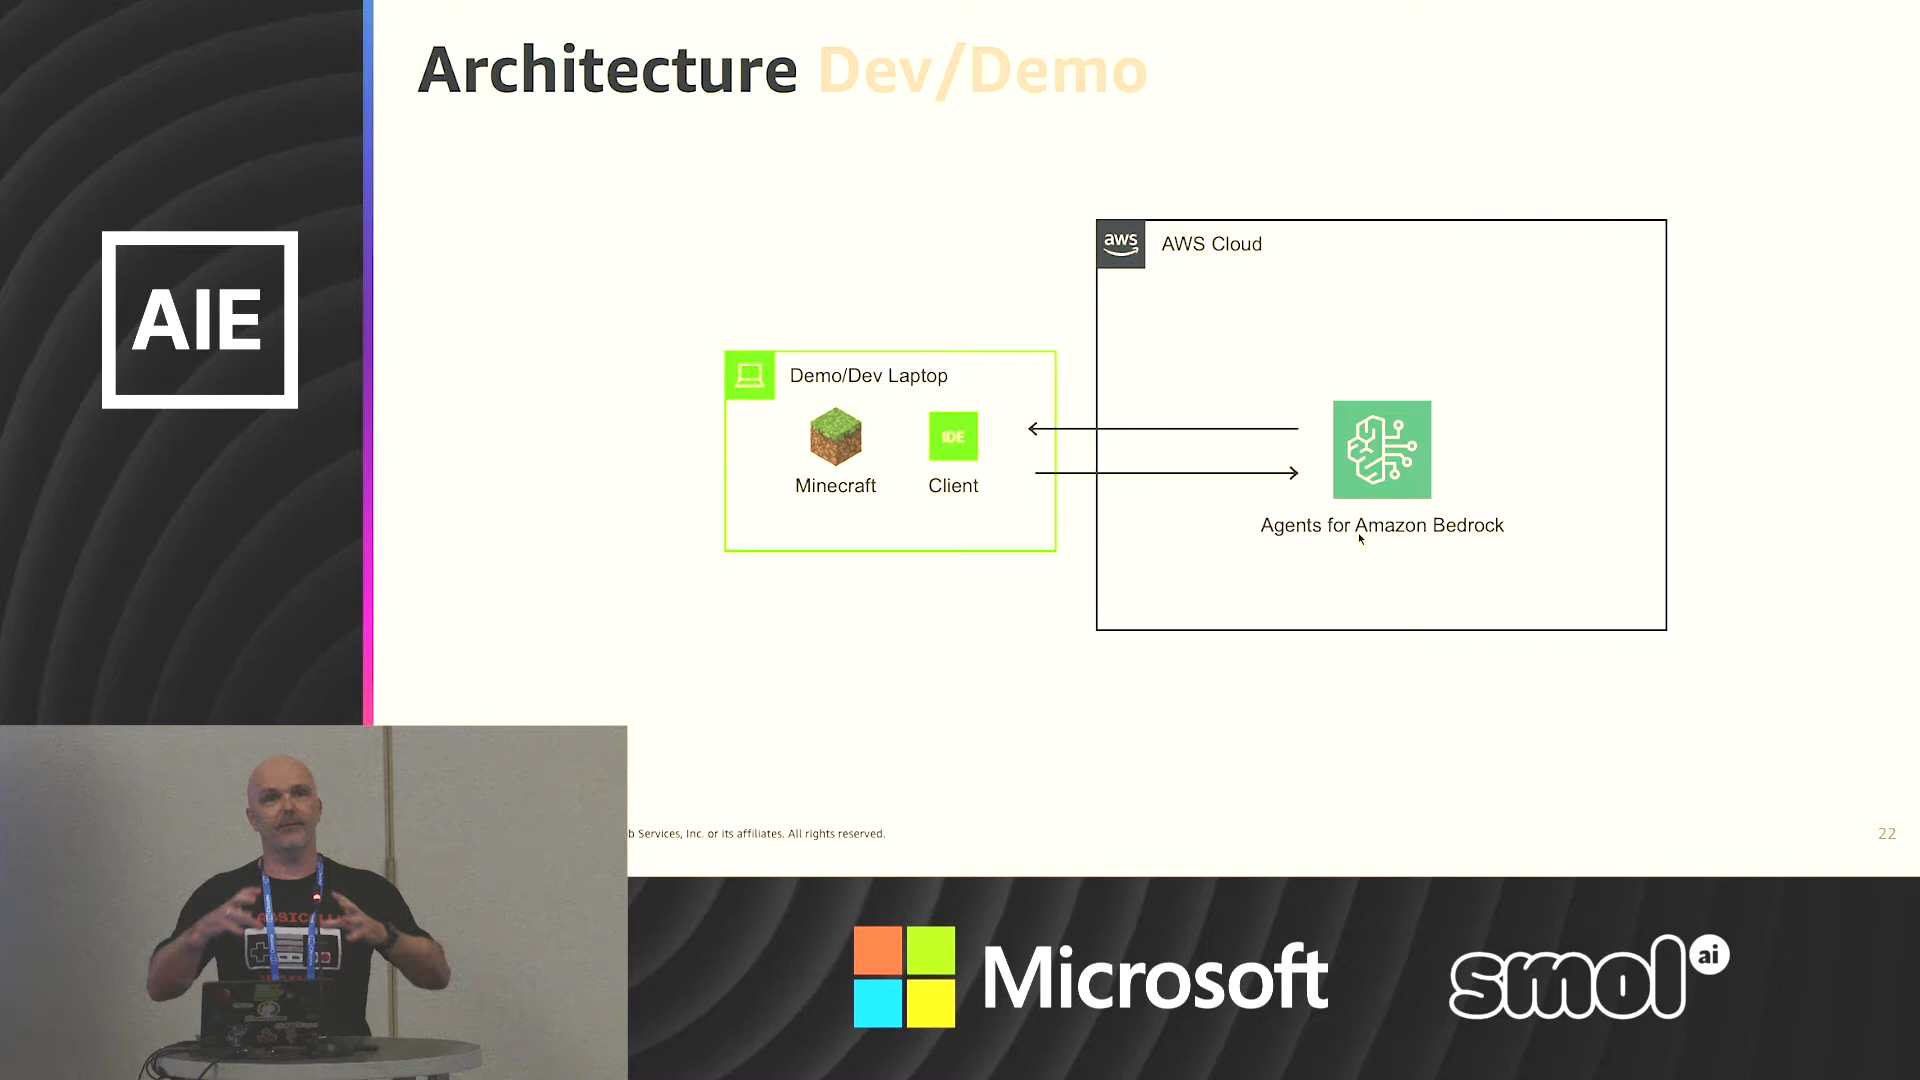 Architecture Dev/Demo
AIE
aws
AWS Cloud
Demo/Dev Laptop
IDE
Minecraft
Client
Agents for Amazon Bedrock
b Services, Inc. or its affiliates. All rights reserved.
22
Microsoft
smol ai